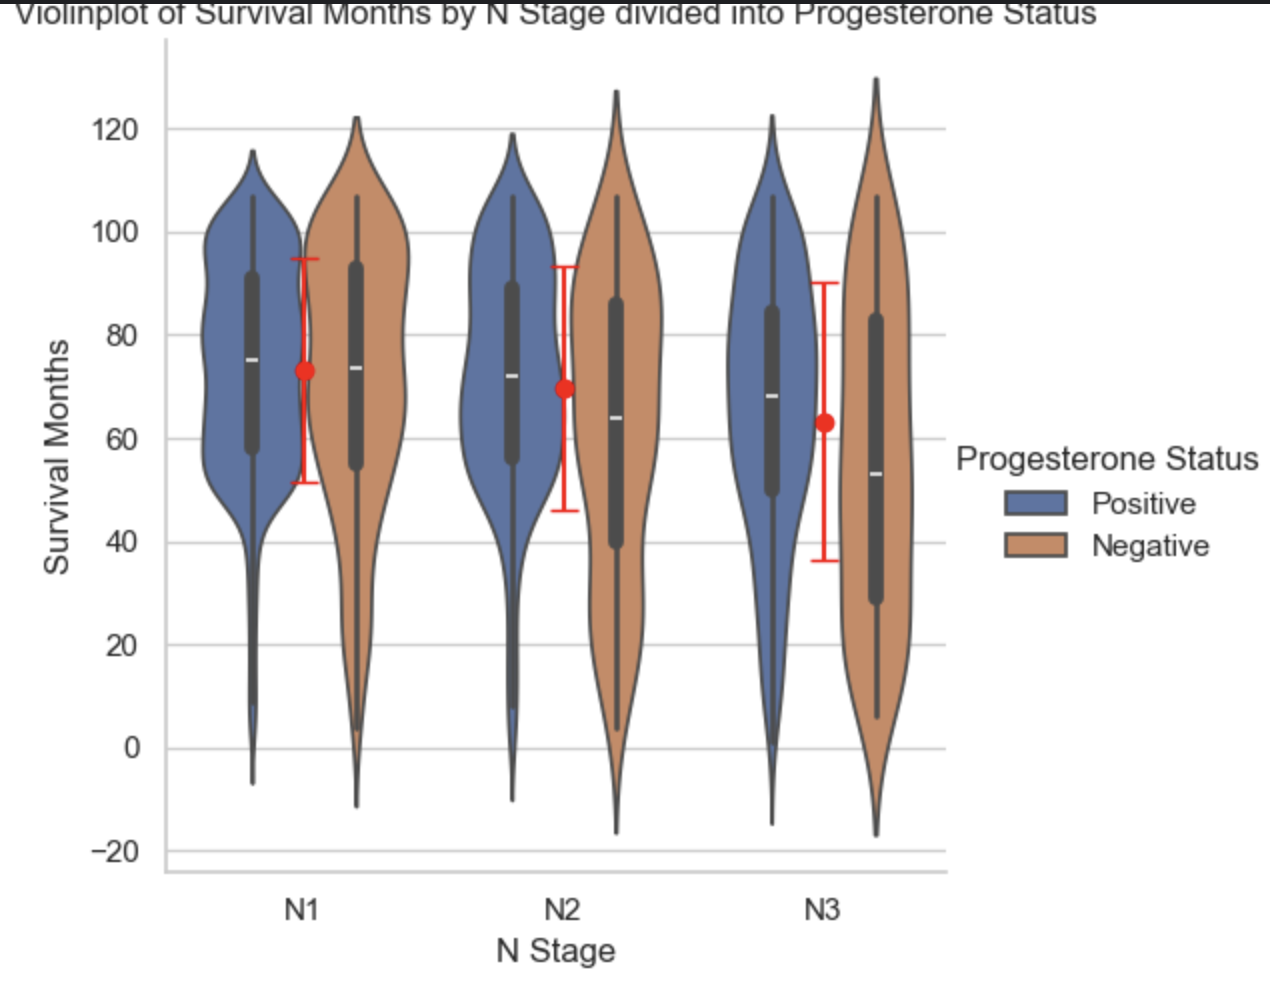 Violinplot of Survival Months by N Stage divided into Progesterone Status
120
100
80
60
40
20
0
−20
Survival Months
N1 N2 N3
N Stage
Progesterone Status
Positive
Negative